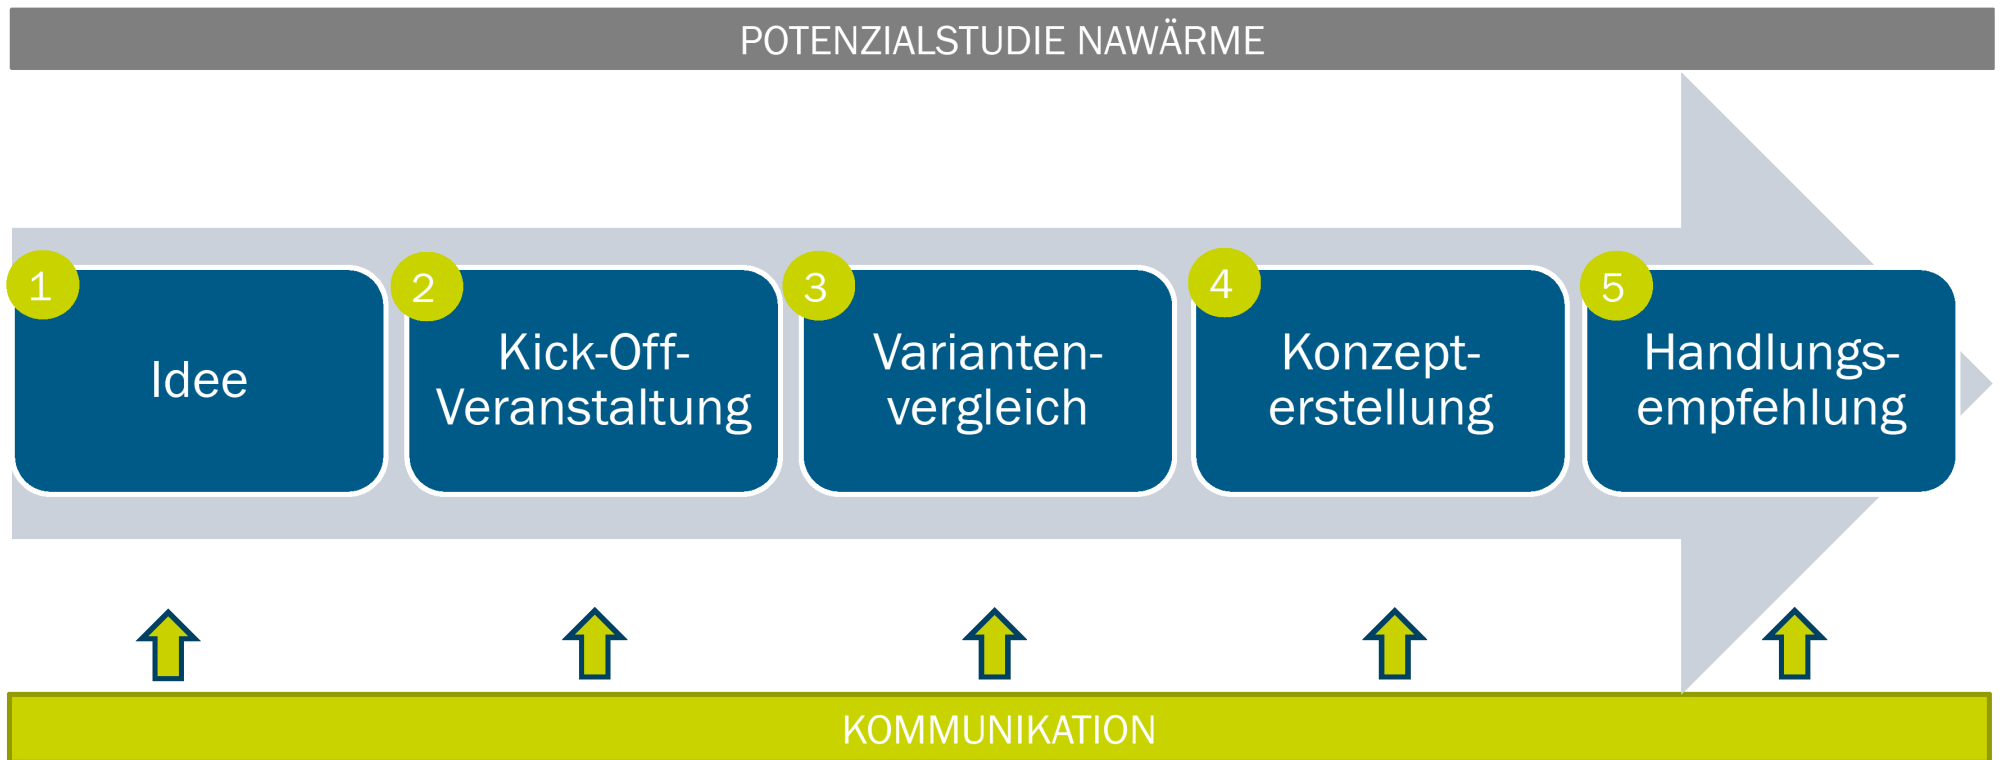 POTENZIALSTUDIE NAWÄRME
1
Idee
2
Kick-Off-
Veranstaltung
3
Varianten-
vergleich
4
Konzept-
erstellung
5
Handlungs-
empfehlung
KOMMUNIKATION